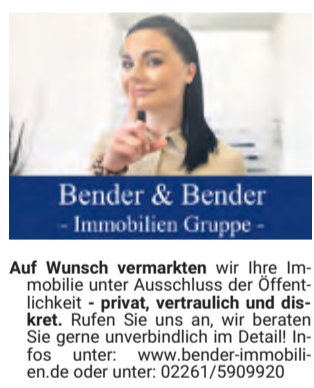 Bender & Bender
- Immobilien Gruppe -
Auf Wunsch vermarkten wir Ihre Im-
mobilie unter Ausschluss der Öffent-
lichkeit - privat, vertraulich und dis-
kret. Rufen Sie uns an, wir beraten
Sie gerne unverbindlich im Detail! In-
fos unter: www.bender-immobili-
en.de oder unter: 02261/5909920